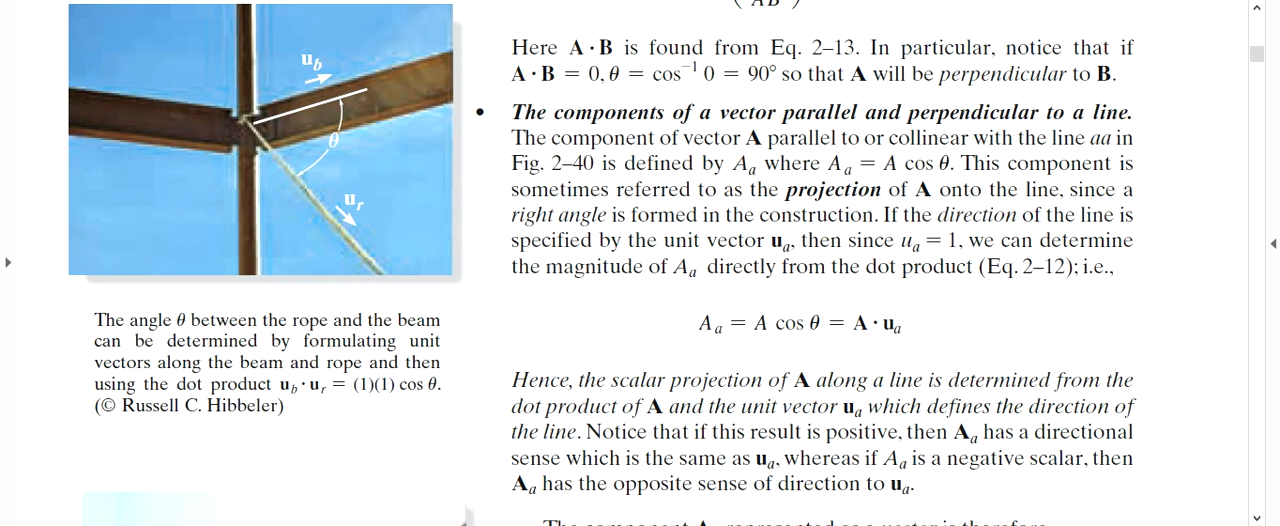 u_b
θ
u_r
The angle θ between the rope and the beam
can be determined by formulating unit
vectors along the beam and rope and then
using the dot product u_b · u_r = (1)(1) cos θ.
(© Russell C. Hibbeler)
Here A · B is found from Eq. 2–13. In particular, notice that if
A · B = 0, θ = cos⁻¹ 0 = 90° so that A will be perpendicular to B.
• The components of a vector parallel and perpendicular to a line.
The component of vector A parallel to or collinear with the line aa in
Fig. 2–40 is defined by A_a where A_a = A cos θ. This component is
sometimes referred to as the projection of A onto the line, since a
right angle is formed in the construction. If the direction of the line is
specified by the unit vector u_a, then since u_a = 1, we can determine
the magnitude of A_a directly from the dot product (Eq. 2–12); i.e.,
A_a = A cos θ = A · u_a
Hence, the scalar projection of A along a line is determined from the
dot product of A and the unit vector u_a which defines the direction of
the line. Notice that if this result is positive, then A_a has a directional
sense which is the same as u_a, whereas if A_a is a negative scalar, then
A_a has the opposite sense of direction to u_a.